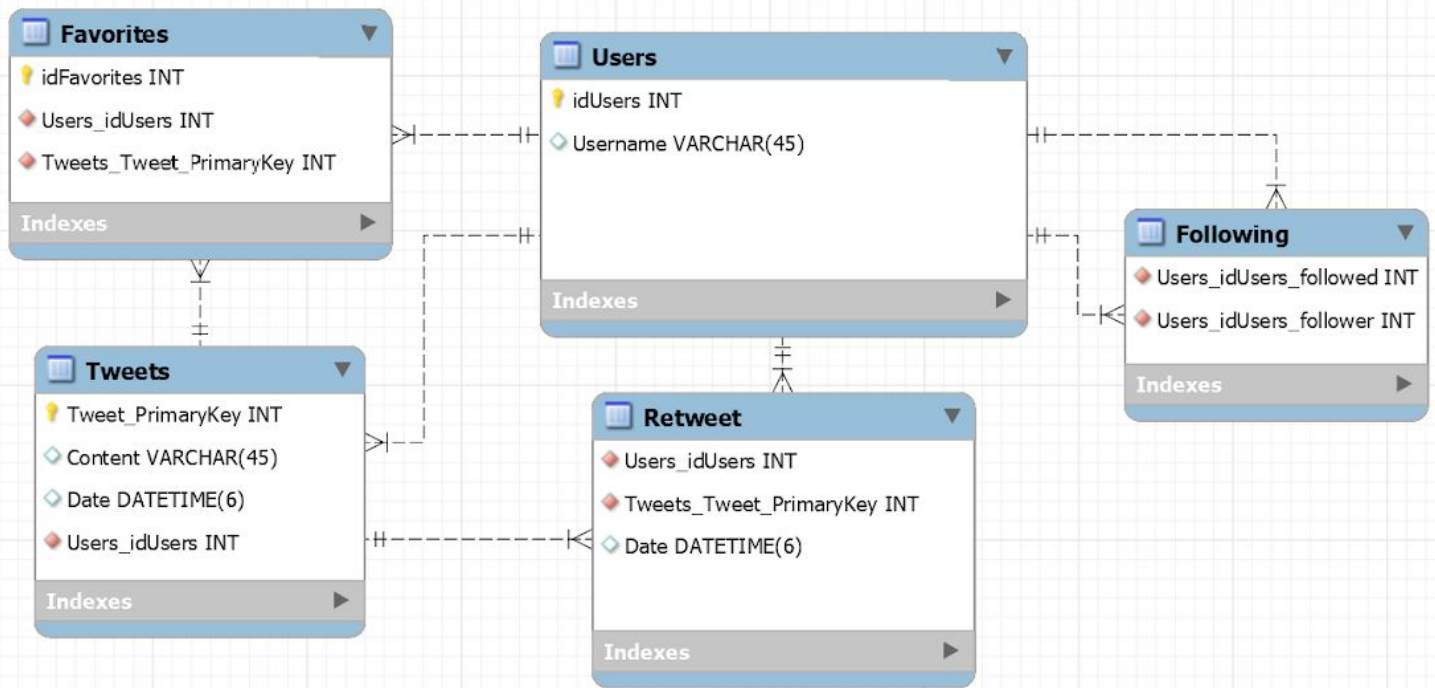 Favorites
idFavorites INT
Users_idUsers INT
Tweets_Tweet_PrimaryKey INT
Indexes
Users
idUsers INT
Username VARCHAR(45)
Indexes
Following
Users_idUsers_followed INT
Users_idUsers_follower INT
Indexes
Tweets
Tweet_PrimaryKey INT
Content VARCHAR(45)
Date DATETIME(6)
Users_idUsers INT
Indexes
Retweet
Users_idUsers INT
Tweets_Tweet_PrimaryKey INT
Date DATETIME(6)
Indexes